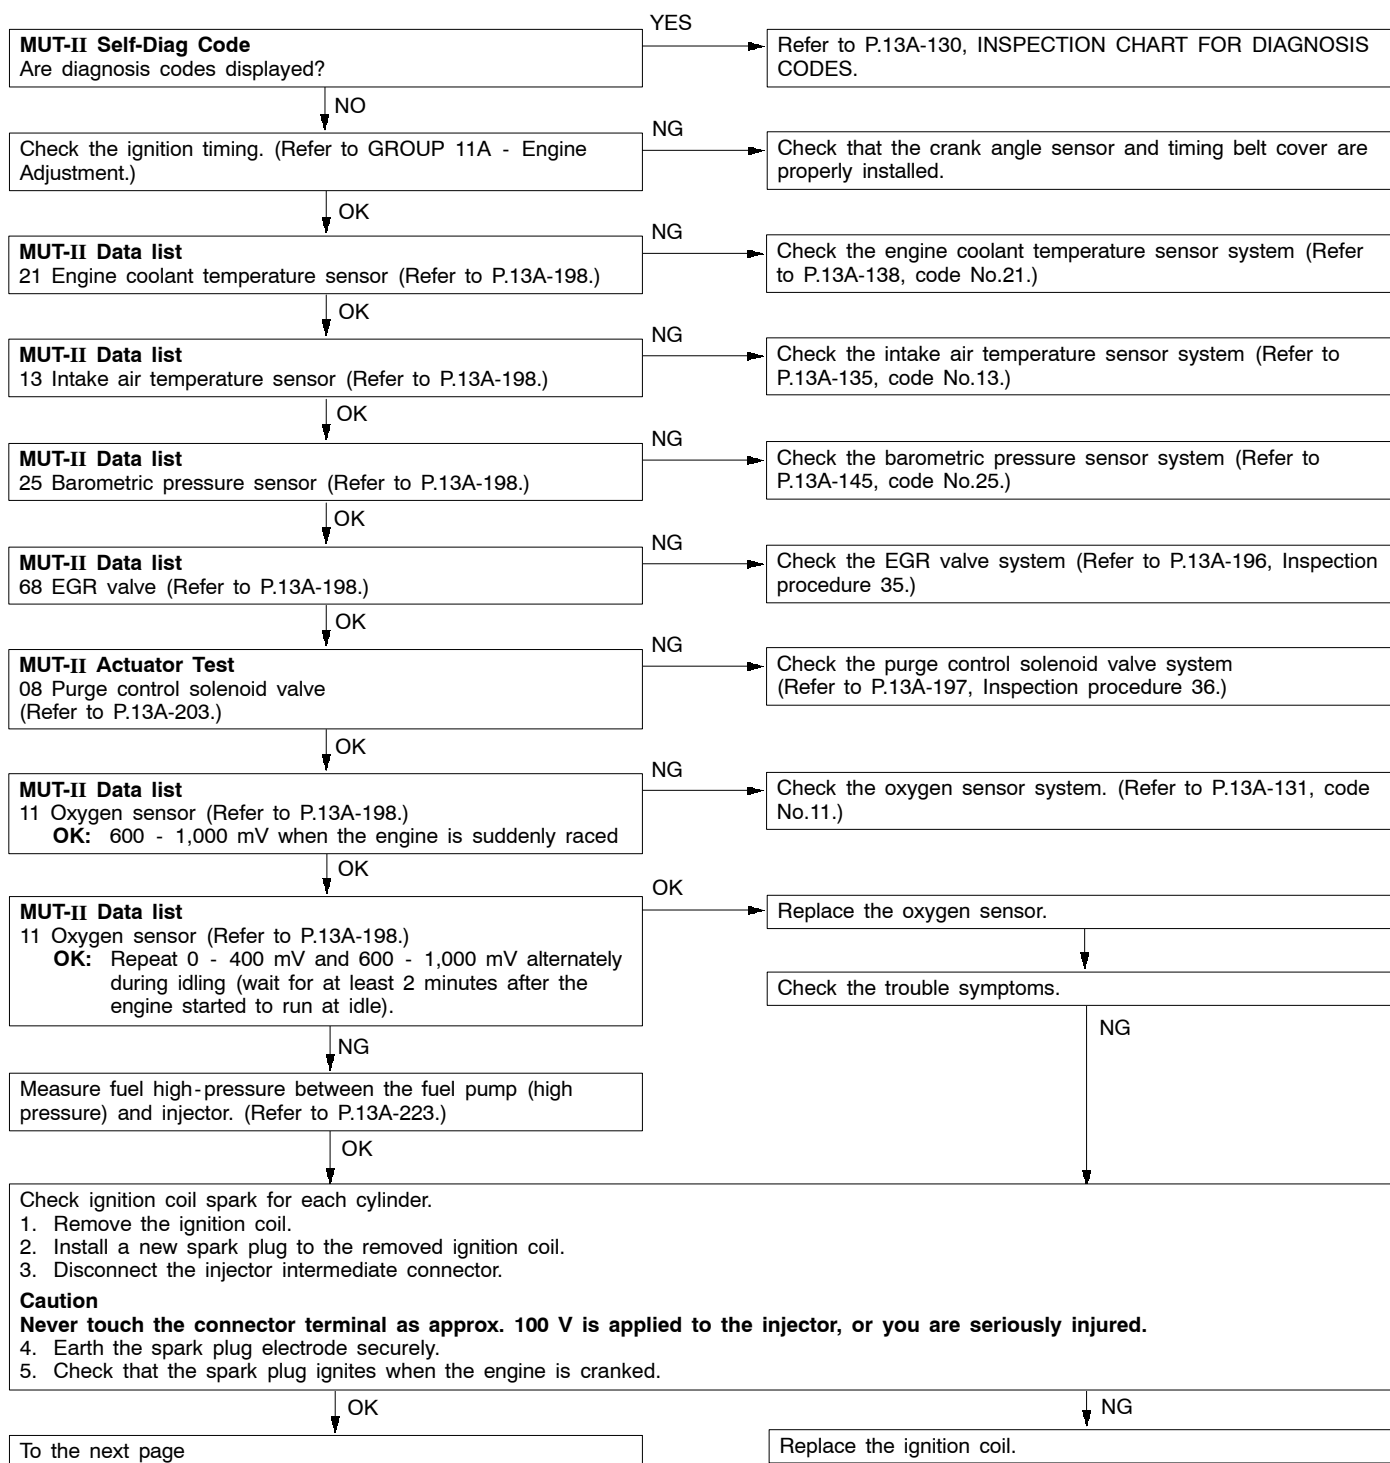 YES
MUT-II Self-Diag Code
Are diagnosis codes displayed?
Refer to P.13A-130, INSPECTION CHART FOR DIAGNOSIS
CODES.
NO
NG
Check the ignition timing. (Refer to GROUP 11A - Engine
Adjustment.)
Check that the crank angle sensor and timing belt cover are
properly installed.
OK
NG
MUT-II Data list
21 Engine coolant temperature sensor (Refer to P.13A-198.)
Check the engine coolant temperature sensor system (Refer
to P.13A-138, code No.21.)
OK
NG
MUT-II Data list
13 Intake air temperature sensor (Refer to P.13A-198.)
Check the intake air temperature sensor system (Refer to
P.13A-135, code No.13.)
OK
NG
MUT-II Data list
25 Barometric pressure sensor (Refer to P.13A-198.)
Check the barometric pressure sensor system (Refer to
P.13A-145, code No.25.)
OK
NG
MUT-II Data list
68 EGR valve (Refer to P.13A-198.)
Check the EGR valve system (Refer to P.13A-196, Inspection
procedure 35.)
OK
NG
MUT-II Actuator Test
08 Purge control solenoid valve
(Refer to P.13A-203.)
Check the purge control solenoid valve system
(Refer to P.13A-197, Inspection procedure 36.)
OK
NG
MUT-II Data list
11 Oxygen sensor (Refer to P.13A-198.)
OK: 600 - 1,000 mV when the engine is suddenly raced
Check the oxygen sensor system. (Refer to P.13A-131, code
No.11.)
OK
OK
MUT-II Data list
11 Oxygen sensor (Refer to P.13A-198.)
OK: Repeat 0 - 400 mV and 600 - 1,000 mV alternately
during idling (wait for at least 2 minutes after the
engine started to run at idle).
Replace the oxygen sensor.
Check the trouble symptoms.
NG
NG
Measure fuel high-pressure between the fuel pump (high
pressure) and injector. (Refer to P.13A-223.)
OK
Check ignition coil spark for each cylinder.
1. Remove the ignition coil.
2. Install a new spark plug to the removed ignition coil.
3. Disconnect the injector intermediate connector.
Caution
Never touch the connector terminal as approx. 100 V is applied to the injector, or you are seriously injured.
4. Earth the spark plug electrode securely.
5. Check that the spark plug ignites when the engine is cranked.
OK
NG
To the next page
Replace the ignition coil.